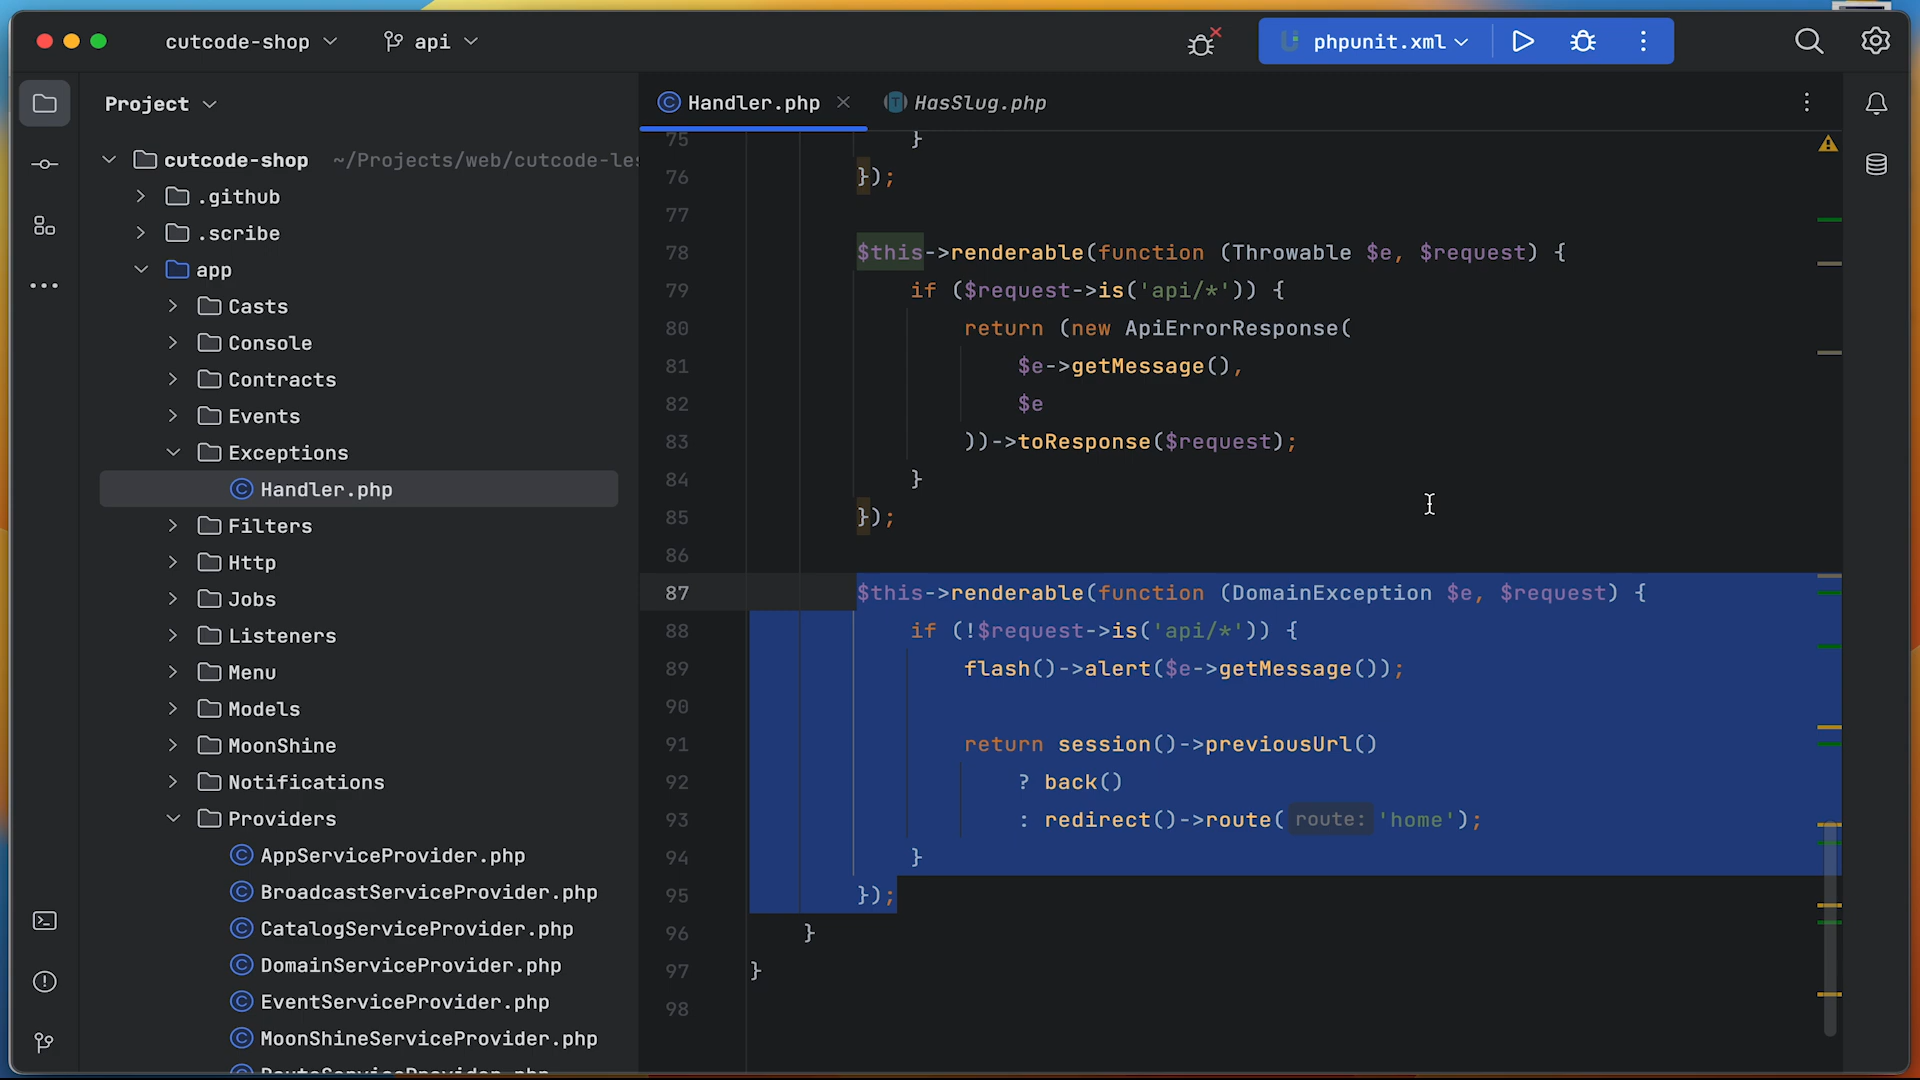 cutcode-shop
api
phpunit.xml
Project
cutcode-shop ~/Projects/web/cutcode-les
.github
.scribe
app
Casts
Console
Contracts
Events
Exceptions
Handler.php
Filters
Http
Jobs
Listeners
Menu
Models
MoonShine
Notifications
Providers
AppServiceProvider.php
BroadcastServiceProvider.php
CatalogServiceProvider.php
DomainServiceProvider.php
EventServiceProvider.php
MoonShineServiceProvider.php
RouteServiceProvider.php
Handler.php
HasSlug.php
75 }
76 });
77
78 $this->renderable(function (Throwable $e, $request) {
79 if ($request->is('api/*')) {
80 return (new ApiErrorResponse(
81 $e->getMessage(),
82 $e
83 ))->toResponse($request);
84 }
85 });
86
87 $this->renderable(function (DomainException $e, $request) {
88 if (!$request->is('api/*')) {
89 flash()->alert($e->getMessage());
90
91 return session()->previousUrl()
92 ? back()
93 : redirect()->route( route: 'home');
94 }
95 });
96 }
97 }
98